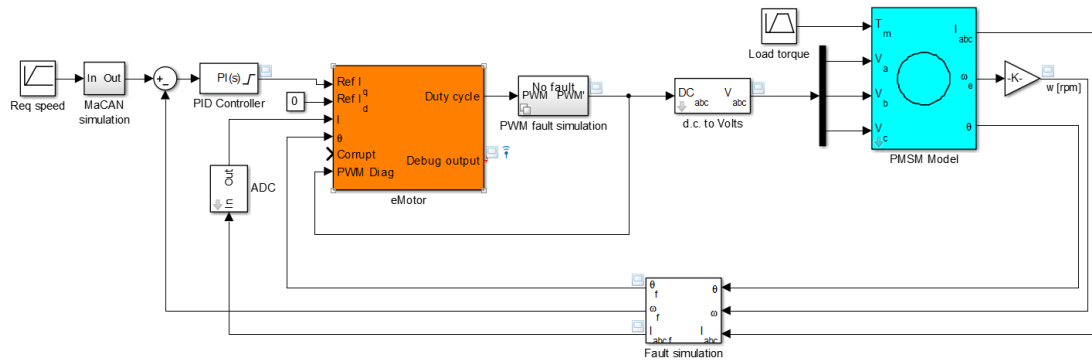 Req speed
In Out
MaCAN
simulation
+
−
PI(s)
PID Controller
0
Ref I
q
Ref I
d
I
θ
Corrupt
PWM Diag
Duty cycle
Debug output
eMotor
In Out
ADC
No fault
PWM PWM'
PWM fault simulation
DC abc V abc
d.c. to Volts
Load torque
T m
V a
V b
V c
I abc
ω e
θ
PMSM Model
-K-
w [rpm]
θ f θ
ω f ω
I abc f I abc
Fault simulation